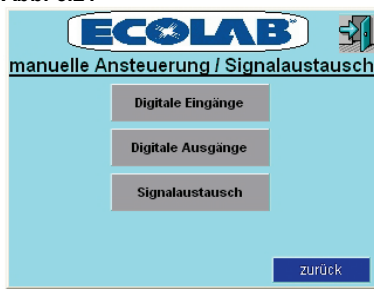 ECOLAB
manuelle Ansteuerung / Signalaustausch
Digitale Eingänge
Digitale Ausgänge
Signalaustausch
zurück